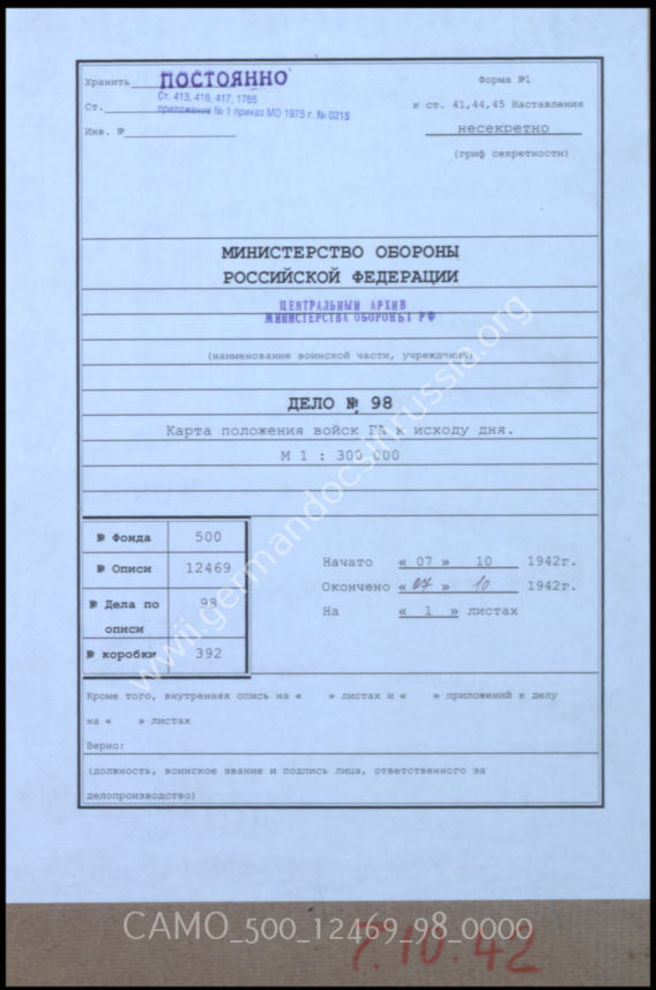 Хранить ПОСТОЯННО
Форма №1
Ст. 413, 416, 417, 1765
Ст.
приложение № 1 приказ МО 1975 г. № 0215
к ст. 41,44,45 Наставления
Инв. №
несекретно
(гриф секретности)
МИНИСТЕРСТВО ОБОРОНЫ
РОССИЙСКОЙ ФЕДЕРАЦИИ
ЦЕНТРАЛЬНЫЙ АРХИВ
МИНИСТЕРСТВА ОБОРОНЫ РФ
(наименование воинской части, учреждения)
ДЕЛО № 98
Карта положения войск ГА к исходу дня.
М 1 : 300 000
№ Фонда 500
№ Описи 12469
№ Дела по описи 98
№ коробки 392
Начато « 07 » 10 1942г.
Окончено « 07 » 10 1942г.
На « 1 » листах
Кроме того, внутренняя опись на « » листах и « » приложений к делу
на « » листах
Верно:
(должность, воинское звание и подпись лица, ответственного за
делопроизводство)
wwii.germandocsinrussia.org
CAMO_500_12469_98_0000
7.10.42